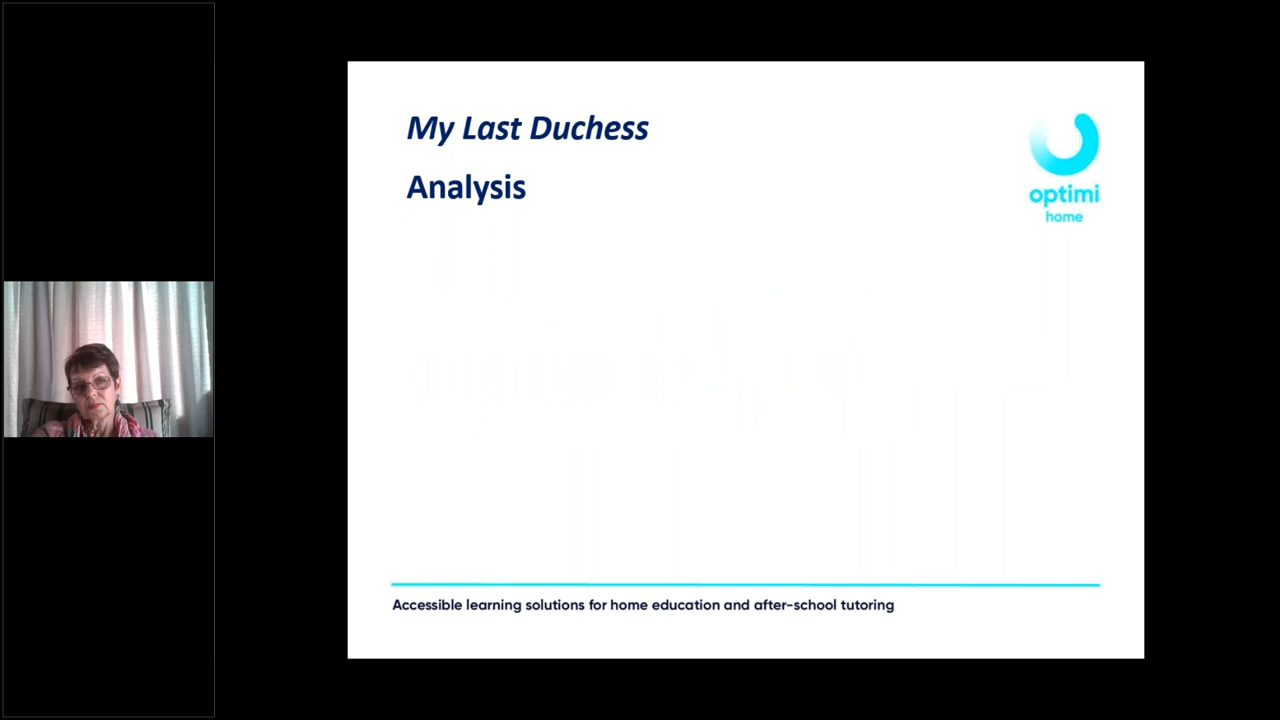 My Last Duchess
Analysis
optimi
home
Accessible learning solutions for home education and after-school tutoring